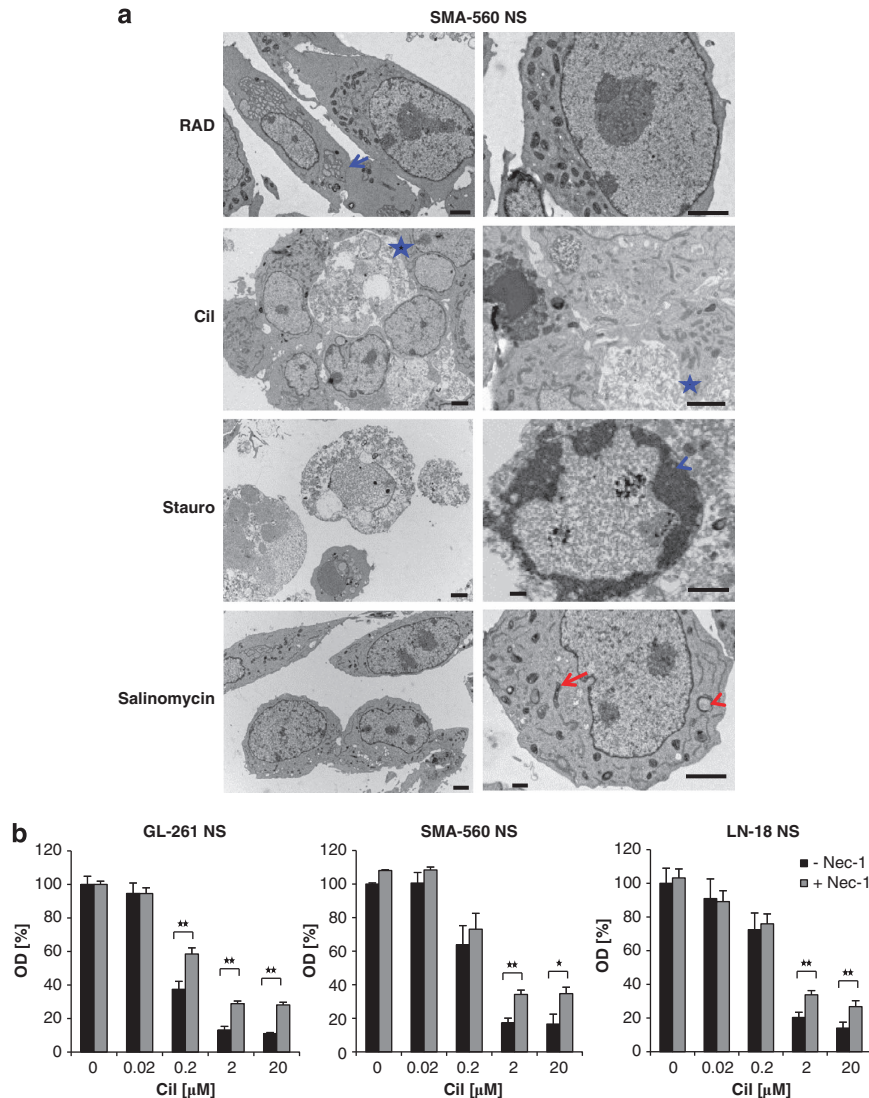 a
SMA-560 NS
RAD
Cil
Stauro
Salinomycin
b
GL-261 NS
SMA-560 NS
LN-18 NS
- Nec-1
+ Nec-1
OD [%]
120
100
80
60
40
20
0
★★
★★
★★
0 0.02 0.2 2 20
Cil [µM]
OD [%]
120
100
80
60
40
20
0
★★
★
0 0.02 0.2 2 20
Cil [µM]
OD [%]
120
100
80
60
40
20
0
★★
★★
0 0.02 0.2 2 20
Cil [µM]